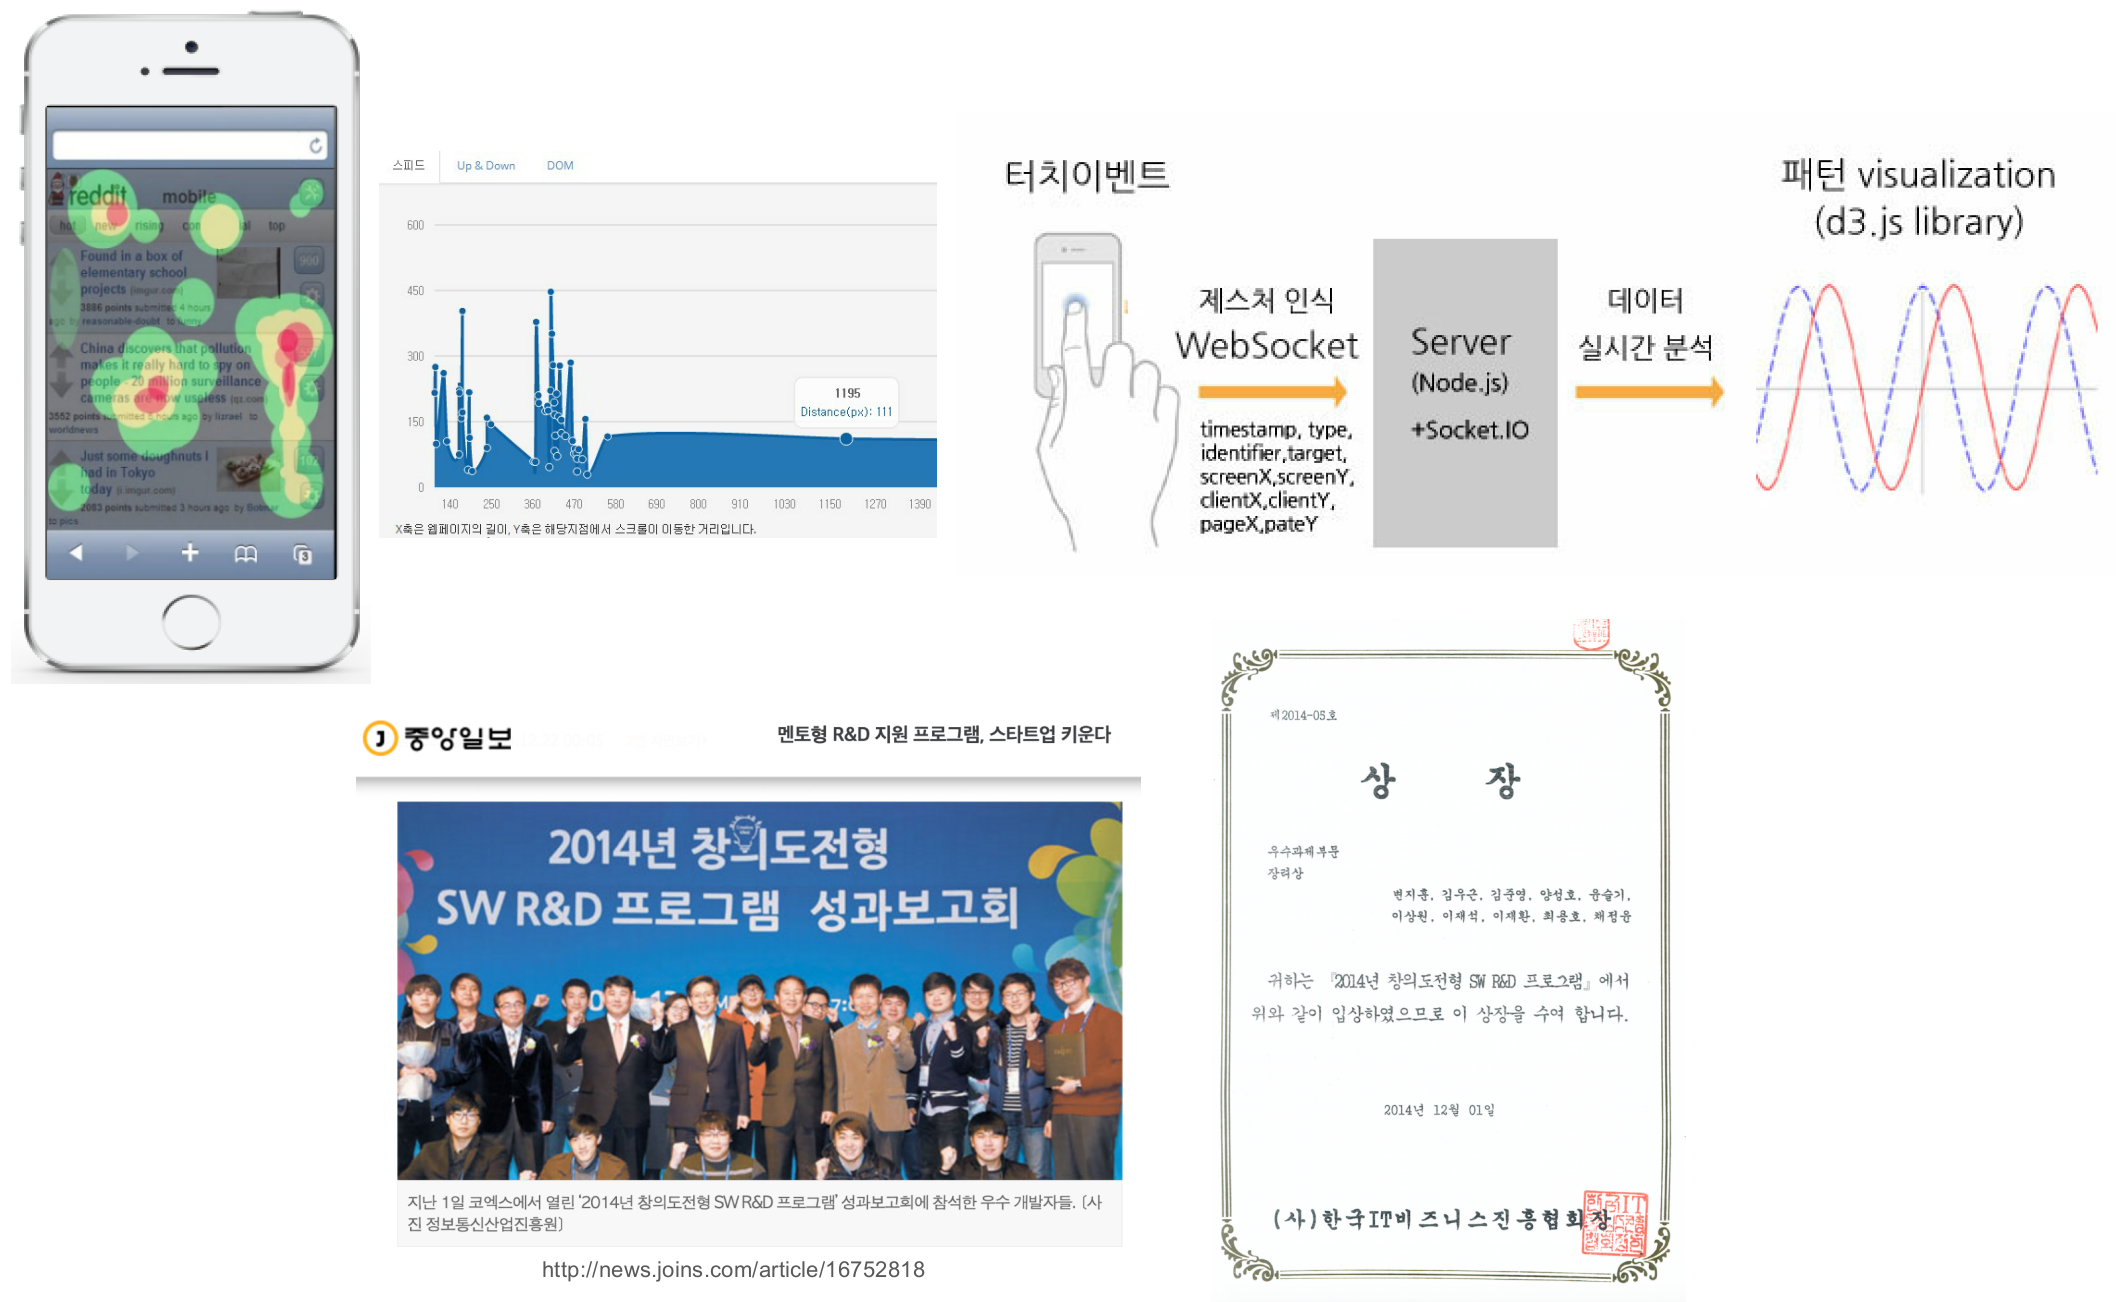 reddit mobile
hot new rising con al top
Found in a box of
elementary school
projects (imgur.com)
3886 points submitted 4 hours
ago by reasonable-doubt to funny
960
China discovers that pollution
makes it really hard to spy on
people - 20 million surveillance
cameras are now useless (qz.com)
3552 points submitted 5 hours ago by lizrael to
worldnews
Just some doughnuts I
had in Tokyo
today (i.imgur.com)
2083 points submitted 3 hours ago by
to pics
102
3
스피드 Up & Down DOM
600
450
300
150
0
1195
Distance(px): 111
140 250 360 470 580 690 800 910 1030 1150 1270 1390
X축은 웹페이지의 길이, Y축은 해당지점에서 스크롤이 이동한 거리입니다.
터치이벤트
제스처 인식
WebSocket
timestamp, type,
identifier,target,
screenX,screenY,
clientX,clientY,
pageX,pateY
Server
(Node.js)
+Socket.IO
데이터
실시간 분석
패턴 visualization
(d3.js library)
J 중앙일보
멘토형 R&D 지원 프로그램, 스타트업 키운다
2014년 창의도전형
SW R&D 프로그램 성과보고회
지난 1일 코엑스에서 열린 ‘2014년 창의도전형 SW R&D 프로그램’ 성과보고회에 참석한 우수 개발자들. [사
진 정보통신산업진흥원]
http://news.joins.com/article/16752818
제2014-05호
상 장
우수과제부문
장려상
변지훈, 김우근, 김준영, 양성호, 윤슬기,
이상원, 이재석, 이제환, 최용호, 채정윤
귀하는 『2014년 창의도전형 SW R&D 프로그램』에서
위와 같이 입상하였으므로 이 상장을 수여 합니다.
2014년 12월 01일
(사)한국IT비즈니스진흥협회장